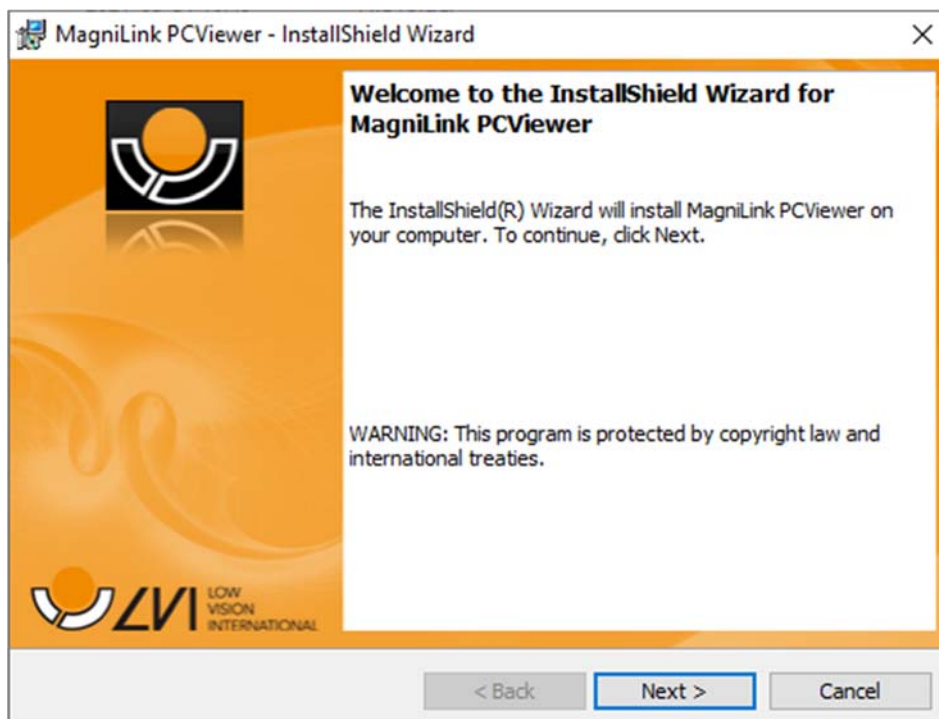 MagniLink PCViewer - InstallShield Wizard
Welcome to the InstallShield Wizard for
MagniLink PCViewer
The InstallShield(R) Wizard will install MagniLink PCViewer on
your computer. To continue, click Next.
WARNING: This program is protected by copyright law and
international treaties.
LVI
LOW
VISION
INTERNATIONAL
< Back
Next >
Cancel